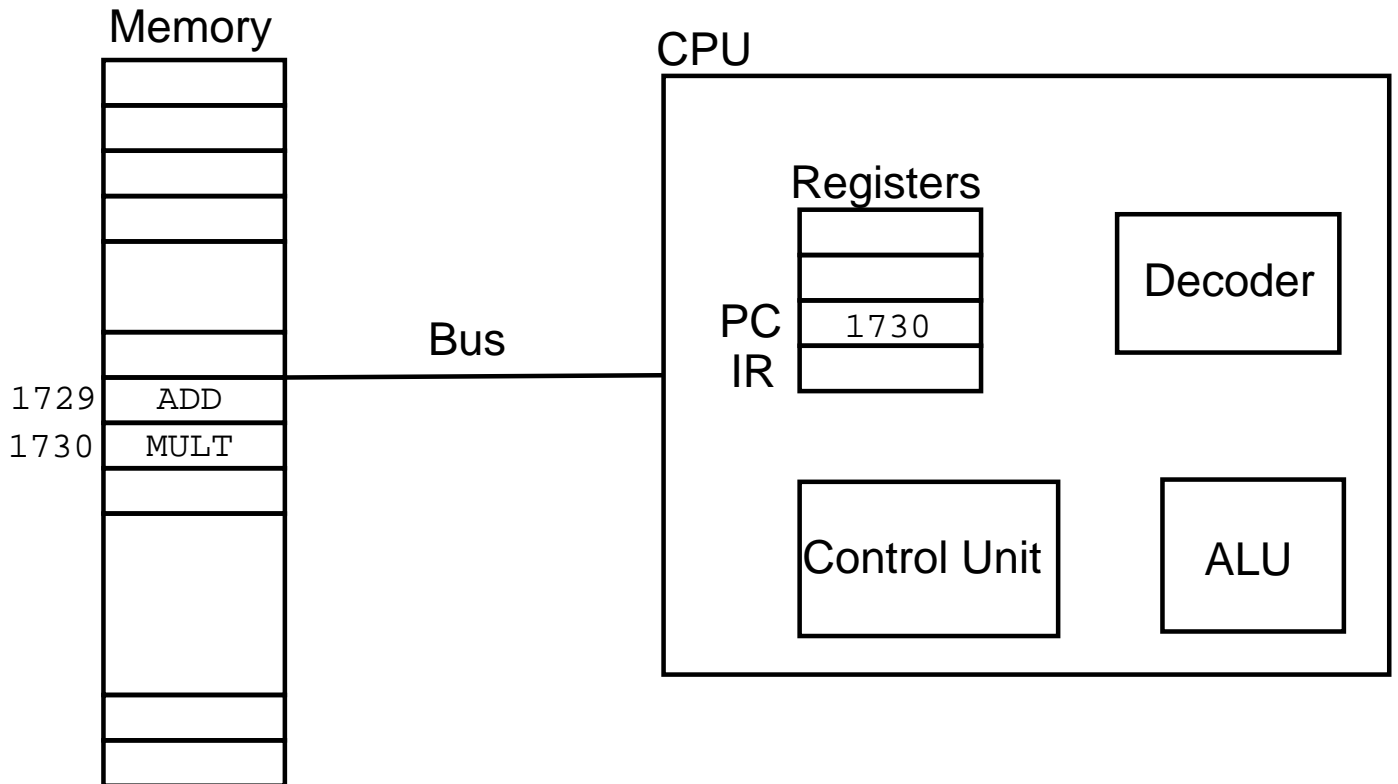 Memory
CPU
Registers
Decoder
PC 1730
Bus
IR
1729 ADD
1730 MULT
Control Unit
ALU